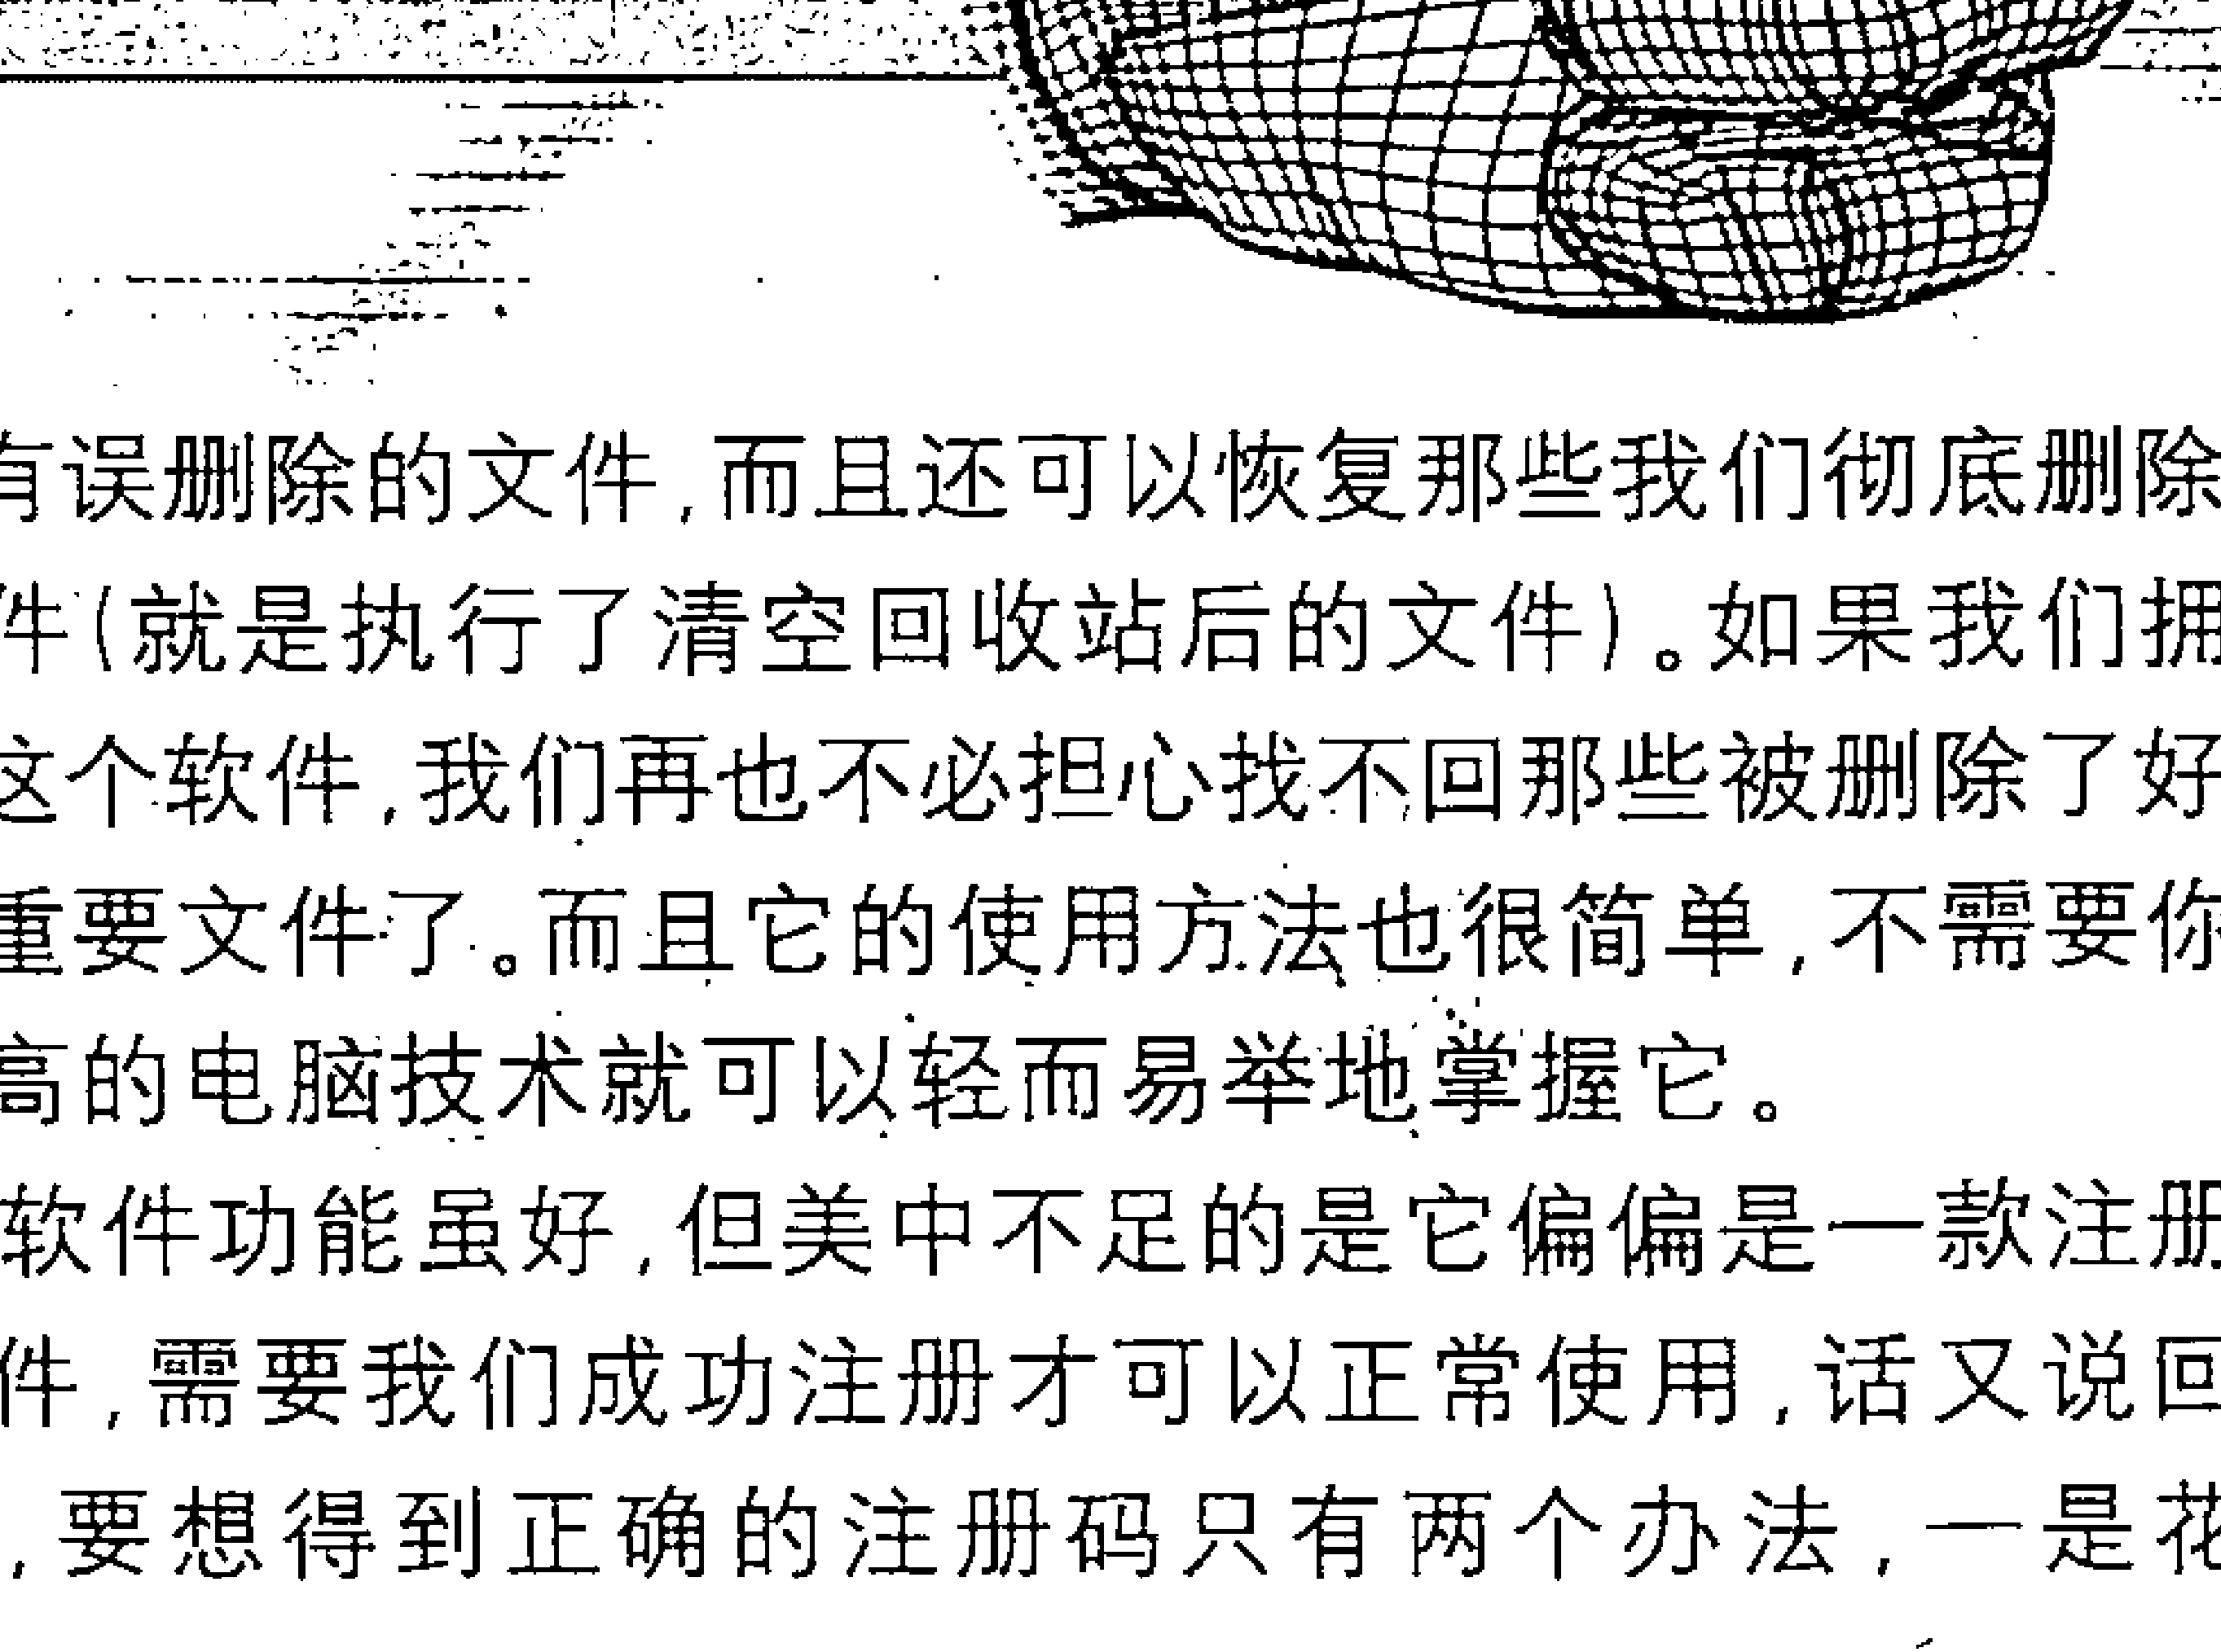 有误删除的文件,而且还可以恢复那些我们彻底删除
件(就是执行了清空回收站后的文件)。如果我们拥
这个软件,我们再也不必担心找不回那些被删除了好
重要文件了。而且它的使用方法也很简单,不需要你
高的电脑技术就可以轻而易举地掌握它。
软件功能虽好,但美中不足的是它偏偏是一款注册
件,需要我们成功注册才可以正常使用,话又说回
,要想得到正确的注册码只有两个办法,一是花